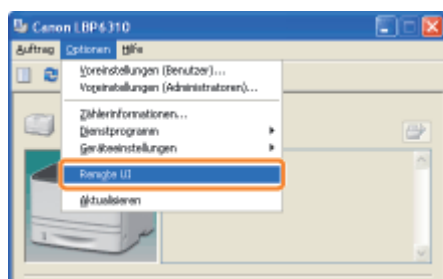 Canon LBP6310
Auftrag Optionen Hilfe
Voreinstellungen (Benutzer)...
Voreinstellungen (Administratoren)...
Zählerinformationen...
Dienstprogramm
Geräteeinstellungen
Remote UI
Aktualisieren